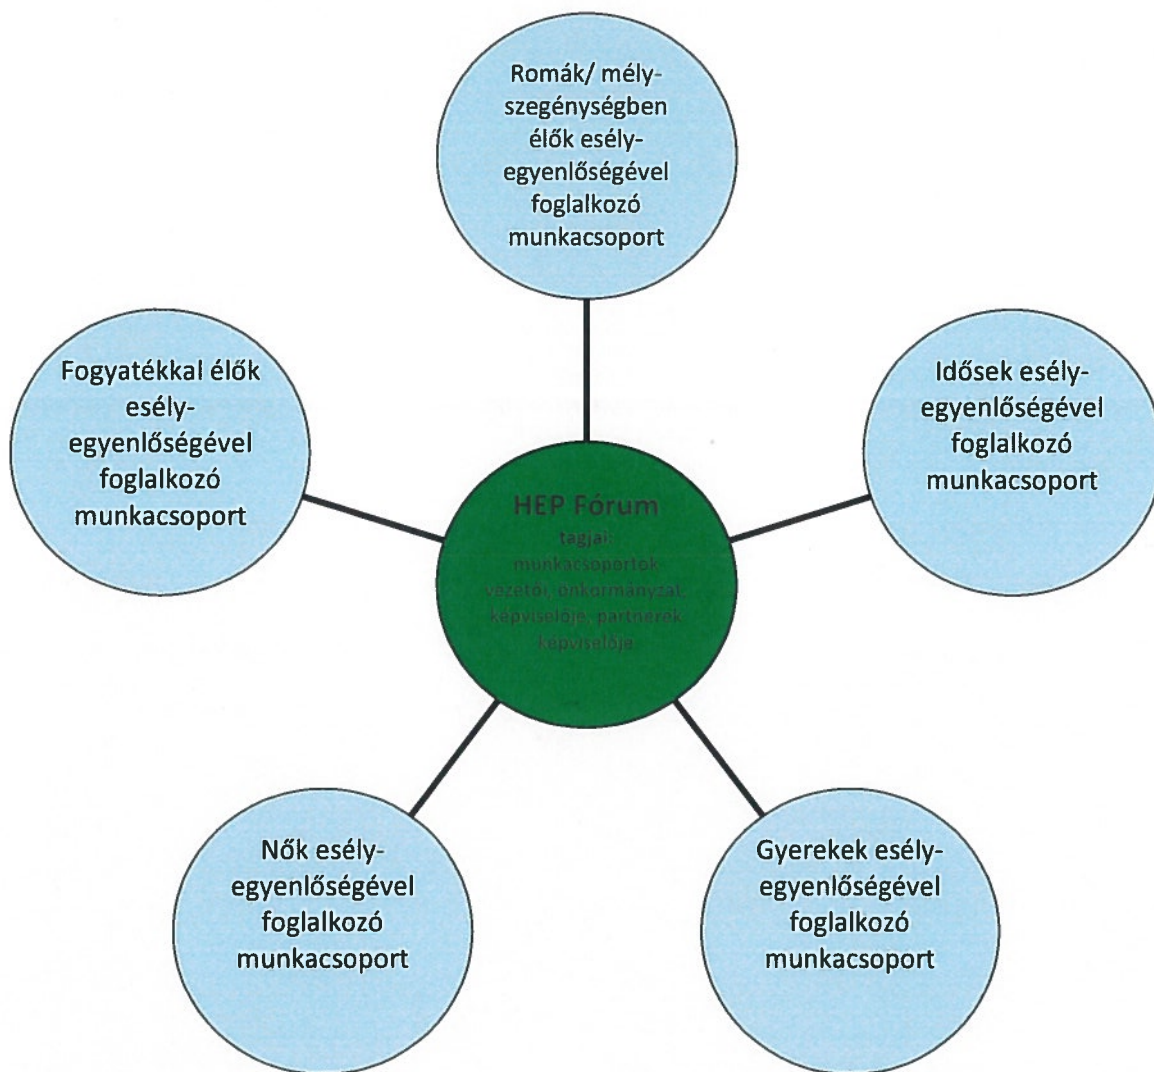 Romák/ mély-
szegénységben
élők esély-
egyenlőségével
foglalkozó
munkacsoport
Fogyatékkal élők
esély-
egyenlőségével
foglalkozó
munkacsoport
Idősek esély-
egyenlőségével
foglalkozó
munkacsoport
HEP Fórum
tagjai:
munkacsoportok
vezetői, önkormányzat,
képviselője, partnerek
képviselője
Nők esély-
egyenlőségével
foglalkozó
munkacsoport
Gyerekek esély-
egyenlőségével
foglalkozó
munkacsoport